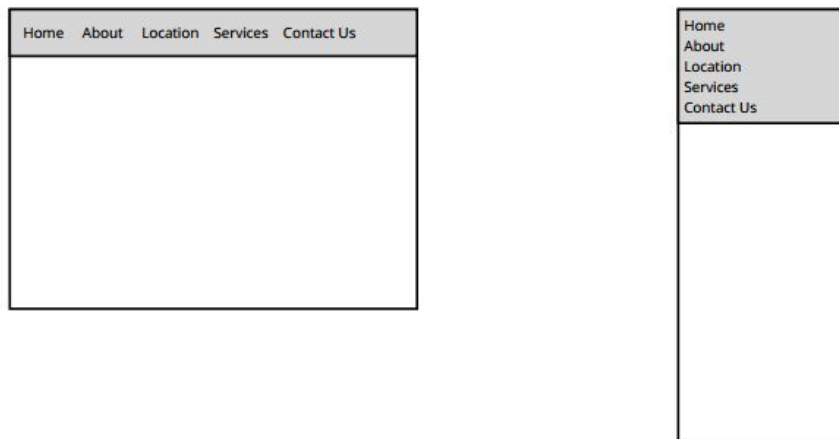 Home About Location Services Contact Us
Home
About
Location
Services
Contact Us